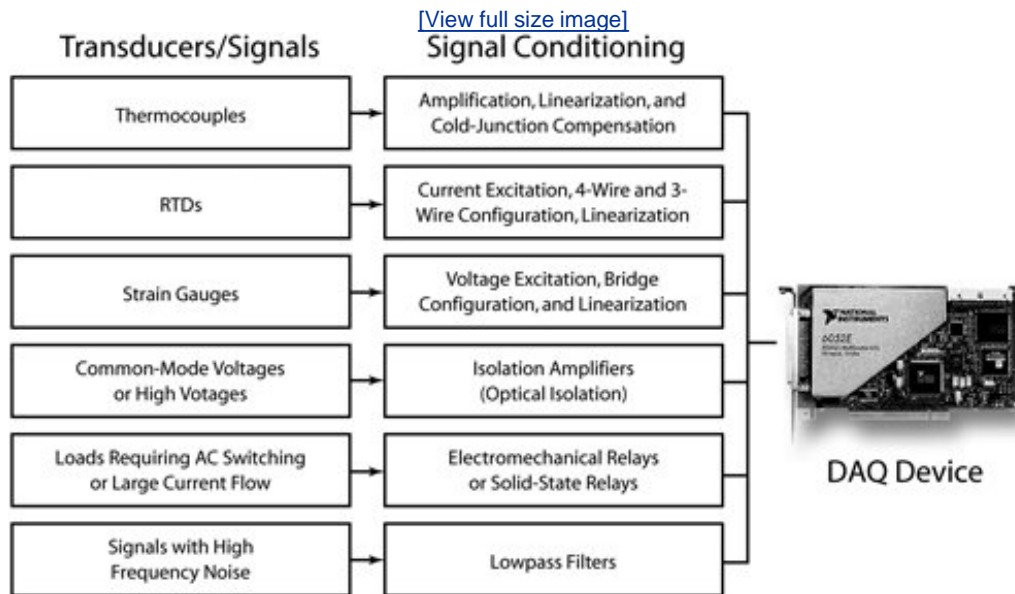 [View full size image]
Transducers/Signals
Signal Conditioning
Thermocouples
Amplification, Linearization, and
Cold-Junction Compensation
RTDs
Current Excitation, 4-Wire and 3-
Wire Configuration, Linearization
Strain Gauges
Voltage Excitation, Bridge
Configuration, and Linearization
Common-Mode Voltages
or High Votages
Isolation Amplifiers
(Optical Isolation)
Loads Requiring AC Switching
or Large Current Flow
Electromechanical Relays
or Solid-State Relays
Signals with High
Frequency Noise
Lowpass Filters
NATIONAL
INSTRUMENTS
DAQ Device